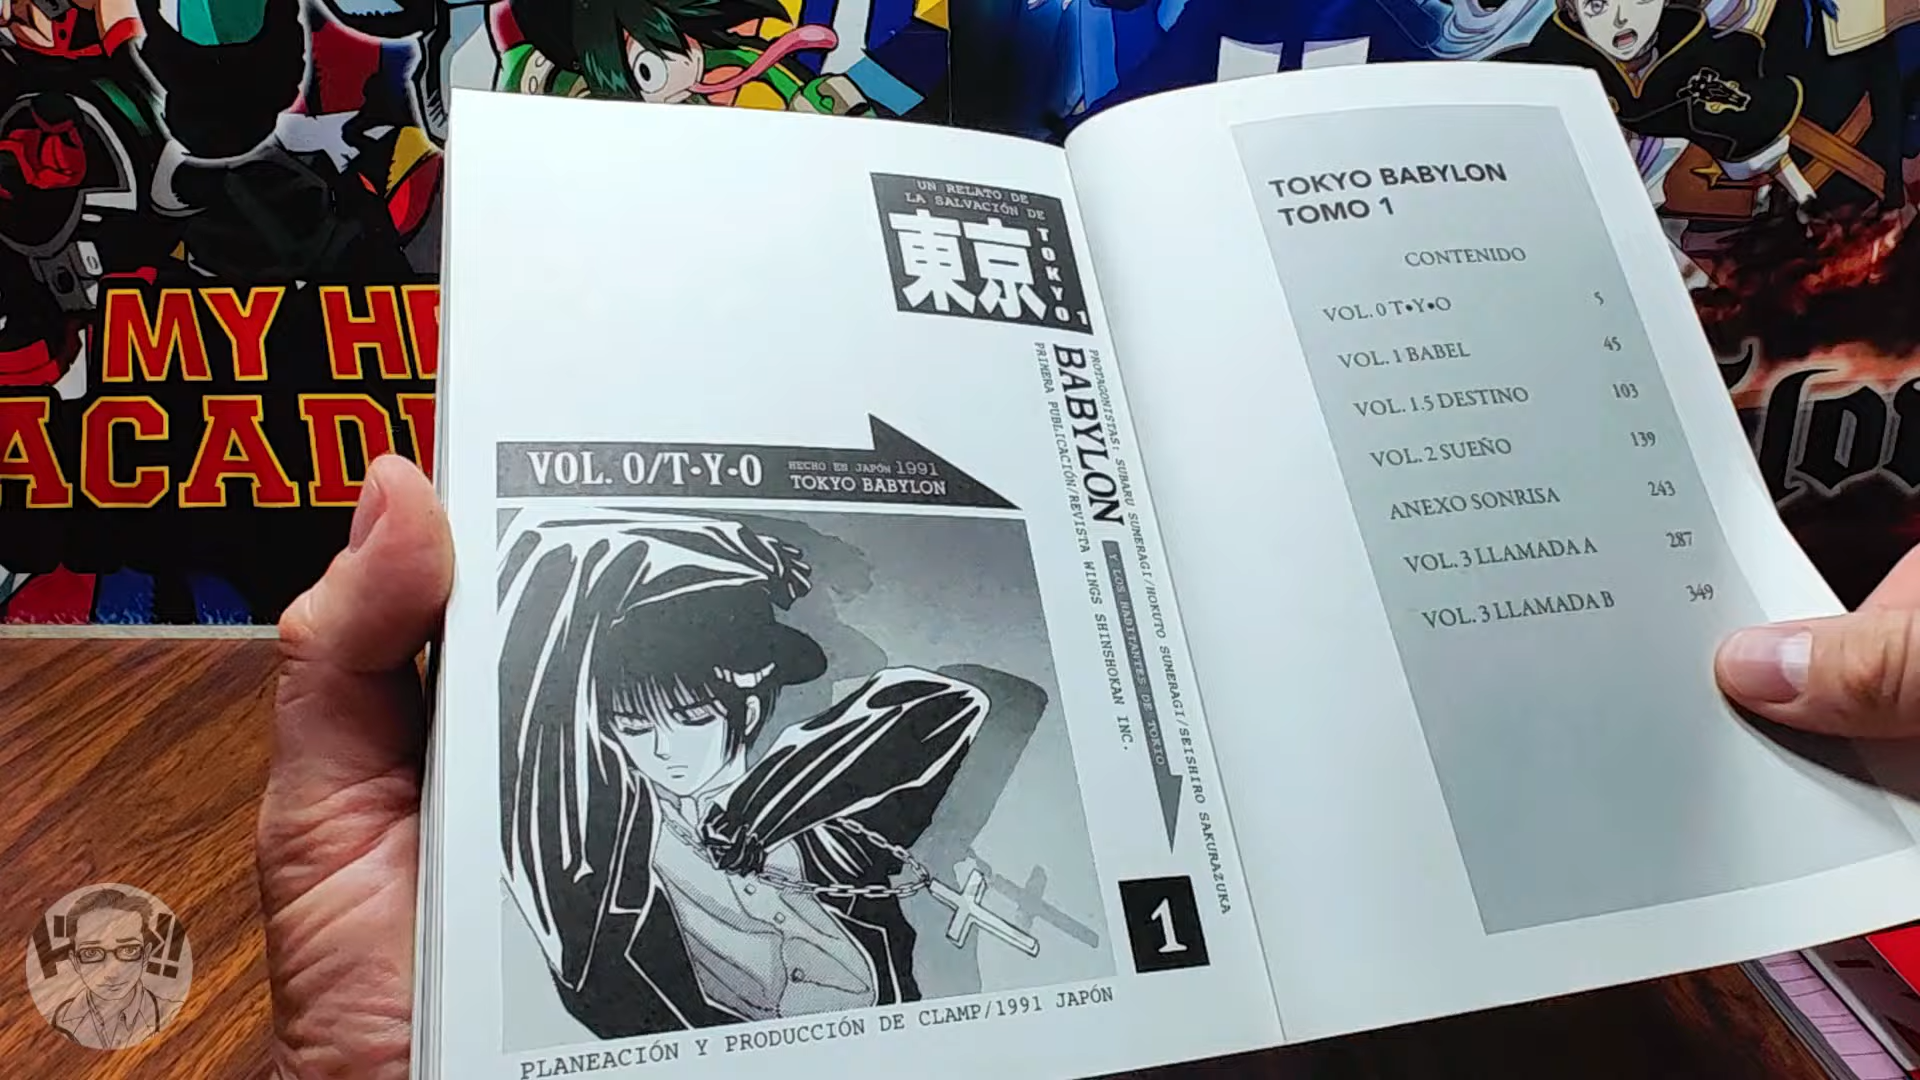 MY HE
ACADE
UN RELATO DE
LA SALVACIÓN DE
東京
TOKYO 1
BABYLON
Y LOS HABITANTES DE TOKIO
PROTAGONISTAS: SUBARU SUMERAGI/HOKUTO SUMERAGI/SEISHIRO SAKURAZUKA
PRIMERA PUBLICACIÓN/REVISTA WINGS SHINSHOKAN INC.
VOL. 0/T•Y•O
HECHO EN JAPÓN 1991
TOKYO BABYLON
1
PLANEACIÓN Y PRODUCCIÓN DE CLAMP/1991 JAPÓN
TOKYO BABYLON
TOMO 1
CONTENIDO
VOL. 0 T•Y•O 5
VOL. 1 BABEL 45
VOL. 1.5 DESTINO 103
VOL. 2 SUEÑO 139
ANEXO SONRISA 243
VOL. 3 LLAMADA A 287
VOL. 3 LLAMADA B 349